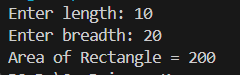 Enter length: 10
Enter breadth: 20
Area of Rectangle = 200